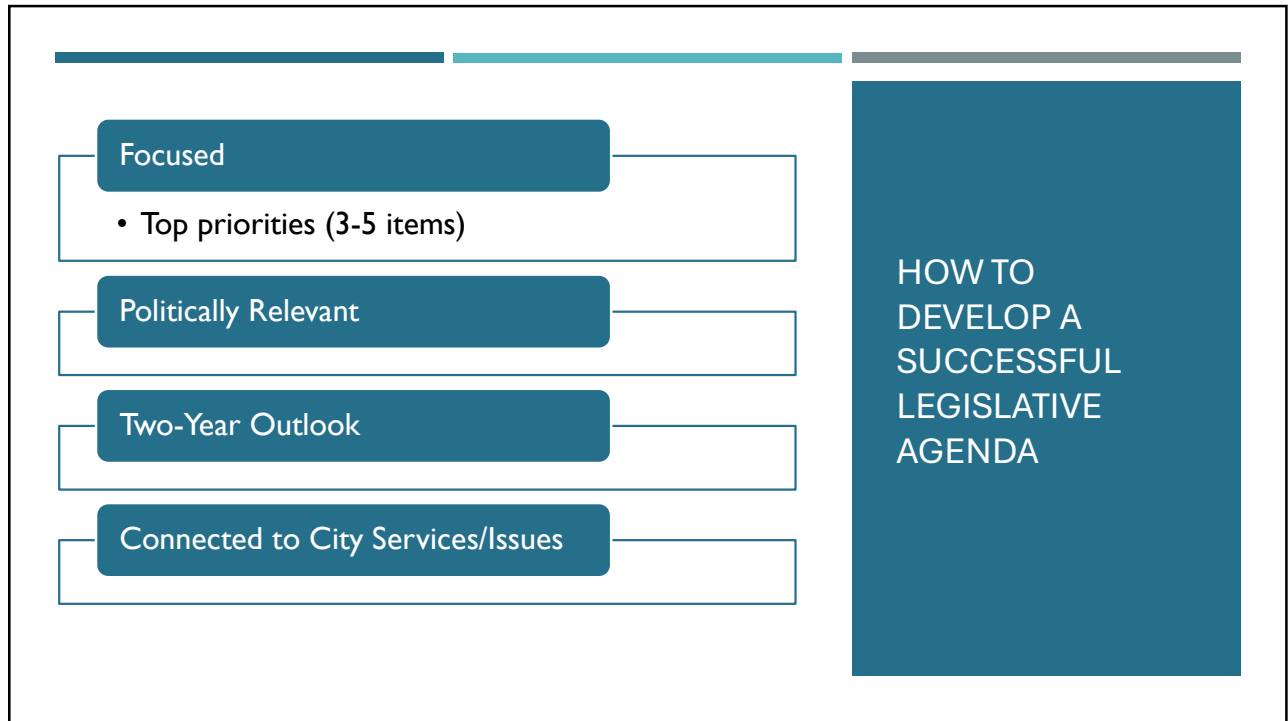 Focused
• Top priorities (3-5 items)
Politically Relevant
Two-Year Outlook
Connected to City Services/Issues
HOW TO
DEVELOP A
SUCCESSFUL
LEGISLATIVE
AGENDA